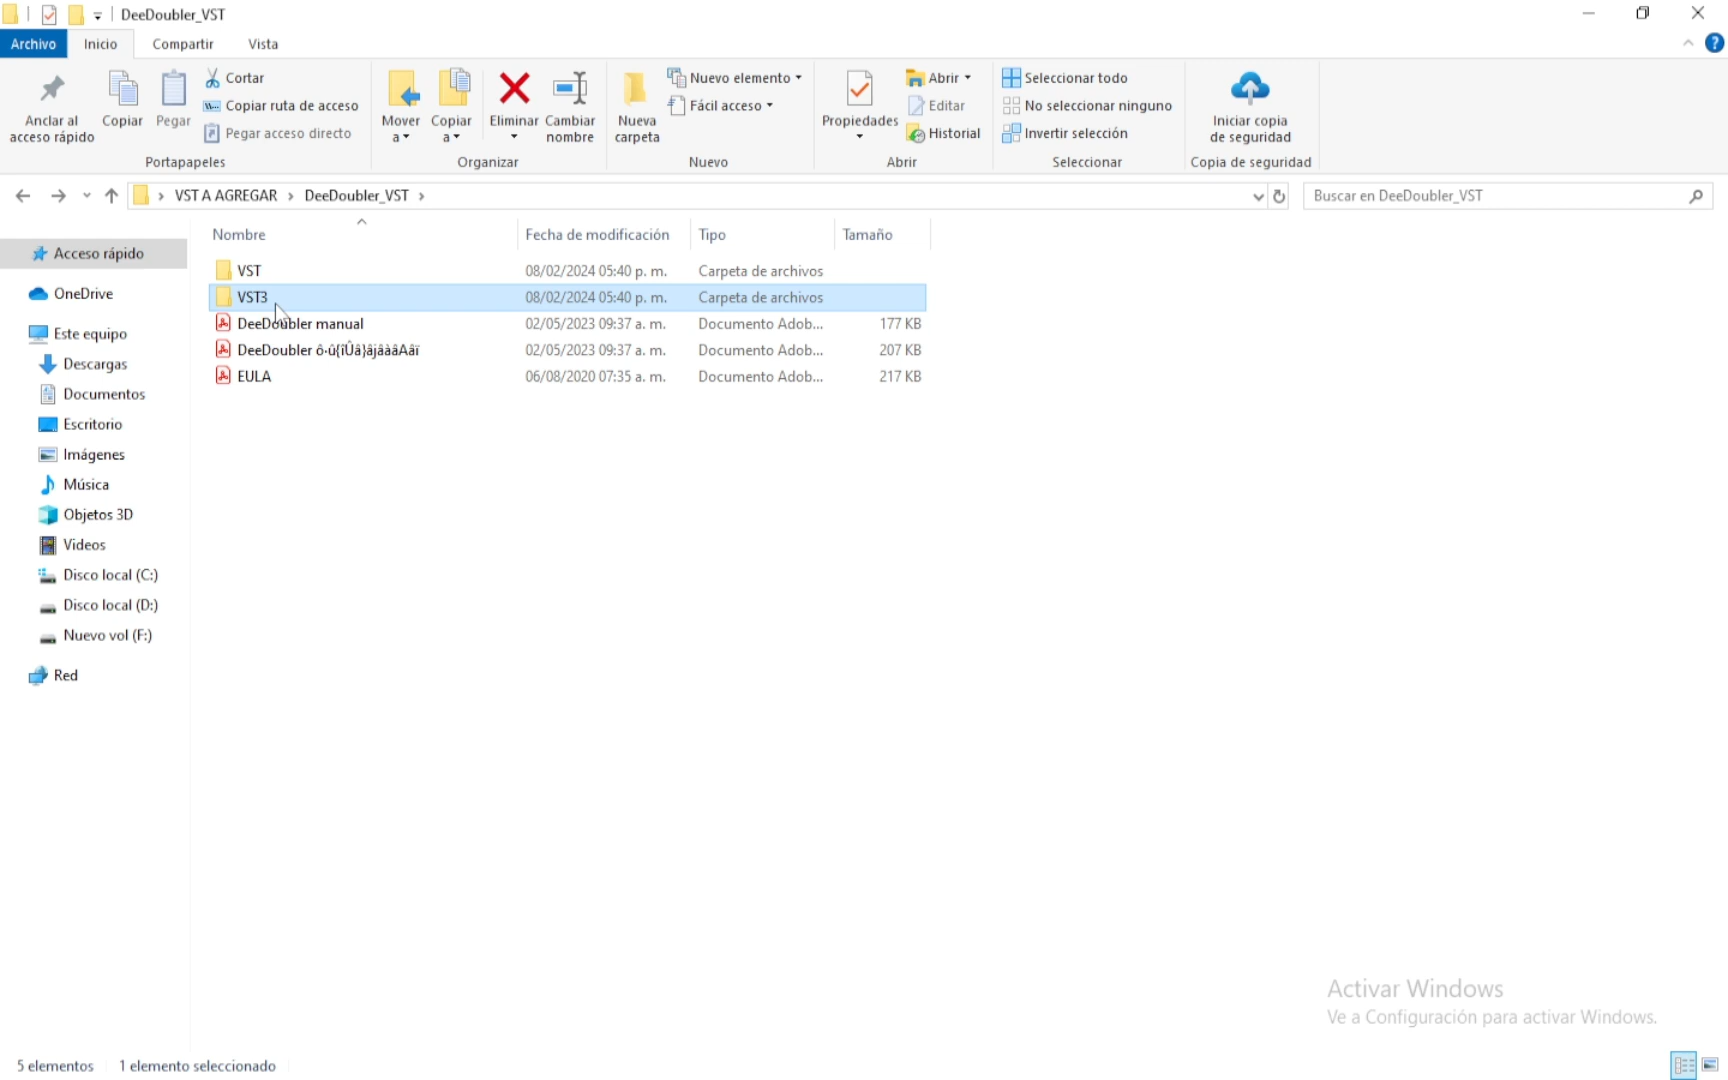 DeeDoubler_VST
Archivo Inicio Compartir Vista
Anclar al acceso rápido
Copiar
Pegar
Cortar
Copiar ruta de acceso
Pegar acceso directo
Portapapeles
Mover a
Copiar a
Eliminar
Cambiar nombre
Organizar
Nueva carpeta
Nuevo elemento
Fácil acceso
Nuevo
Propiedades
Abrir
Editar
Historial
Abrir
Seleccionar todo
No seleccionar ninguno
Invertir selección
Seleccionar
Iniciar copia de seguridad
Copia de seguridad
VST A AGREGAR › DeeDoubler_VST ›
Buscar en DeeDoubler_VST
Acceso rápido
OneDrive
Este equipo
Descargas
Documentos
Escritorio
Imágenes
Música
Objetos 3D
Videos
Disco local (C:)
Disco local (D:)
Nuevo vol (F:)
Red
Nombre Fecha de modificación Tipo Tamaño
VST 08/02/2024 05:40 p. m. Carpeta de archivos
VST3 08/02/2024 05:40 p. m. Carpeta de archivos
DeeDoubler manual 02/05/2023 09:37 a. m. Documento Adob... 177 KB
DeeDoubler 02/05/2023 09:37 a. m. Documento Adob... 207 KB
EULA 06/08/2020 07:35 a. m. Documento Adob... 217 KB
Activar Windows
Ve a Configuración para activar Windows.
5 elementos 1 elemento seleccionado